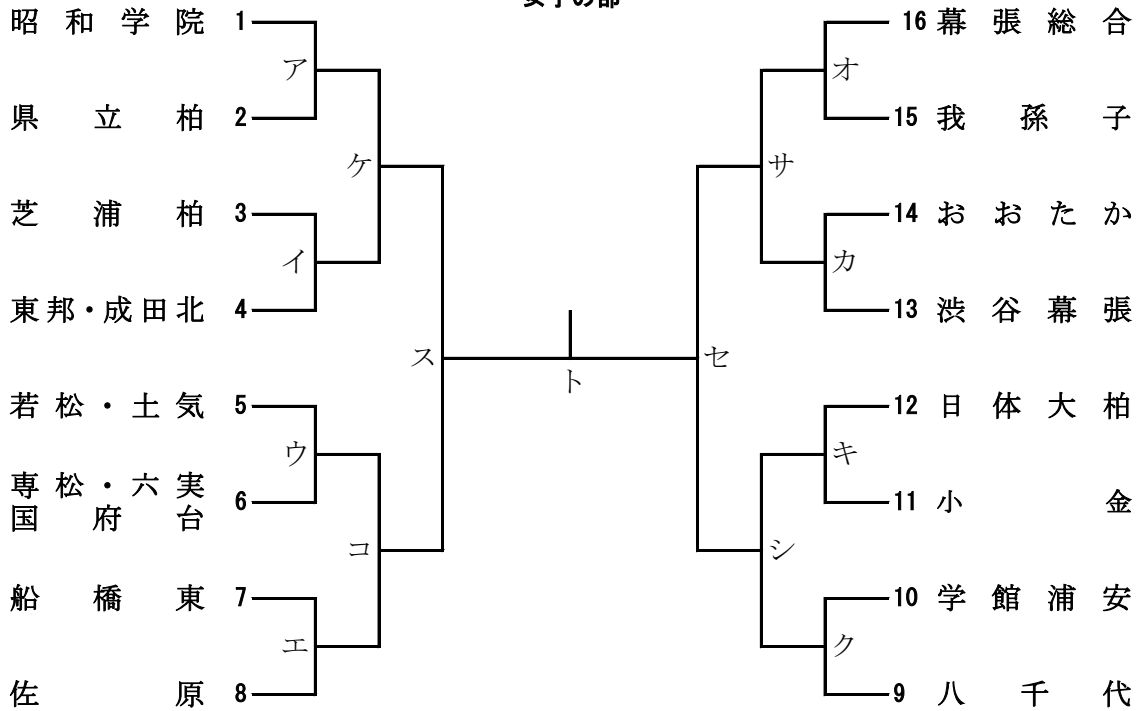 女子の部
昭和学院 1
ア
県立柏 2
ケ
芝浦柏 3
イ
東邦・成田北 4
ス
若松・土気 5
ウ
専松・六実
国府台 6
コ
船橋東 7
エ
佐原 8
ト
16 幕張総合
オ
15 我孫子
サ
14 おおたか
カ
13 渋谷幕張
セ
12 日体大柏
キ
11 小金
シ
10 学館浦安
ク
9 八千代